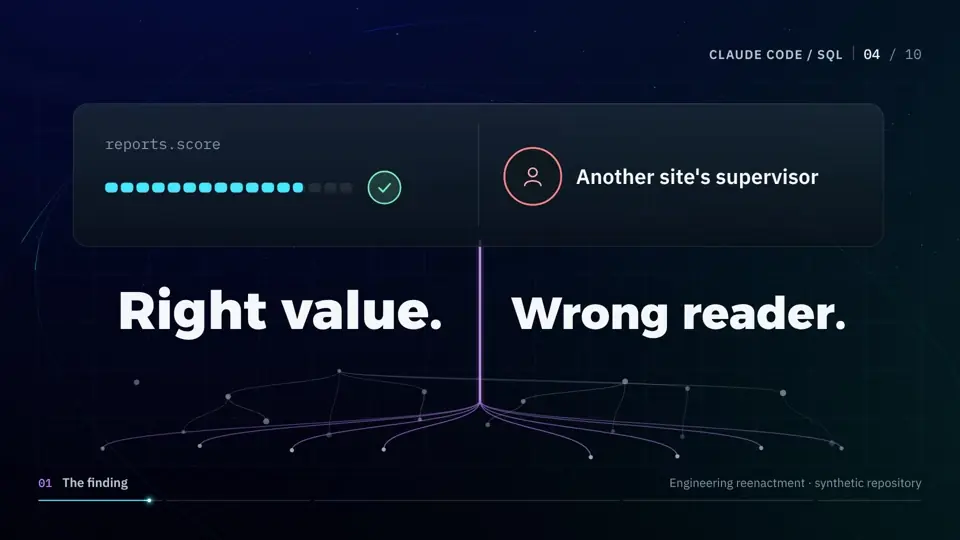 CLAUDE CODE / SQL | 04 / 10
reports.score
Another site's supervisor
Right value.
Wrong reader.
01 The finding
Engineering reenactment · synthetic repository